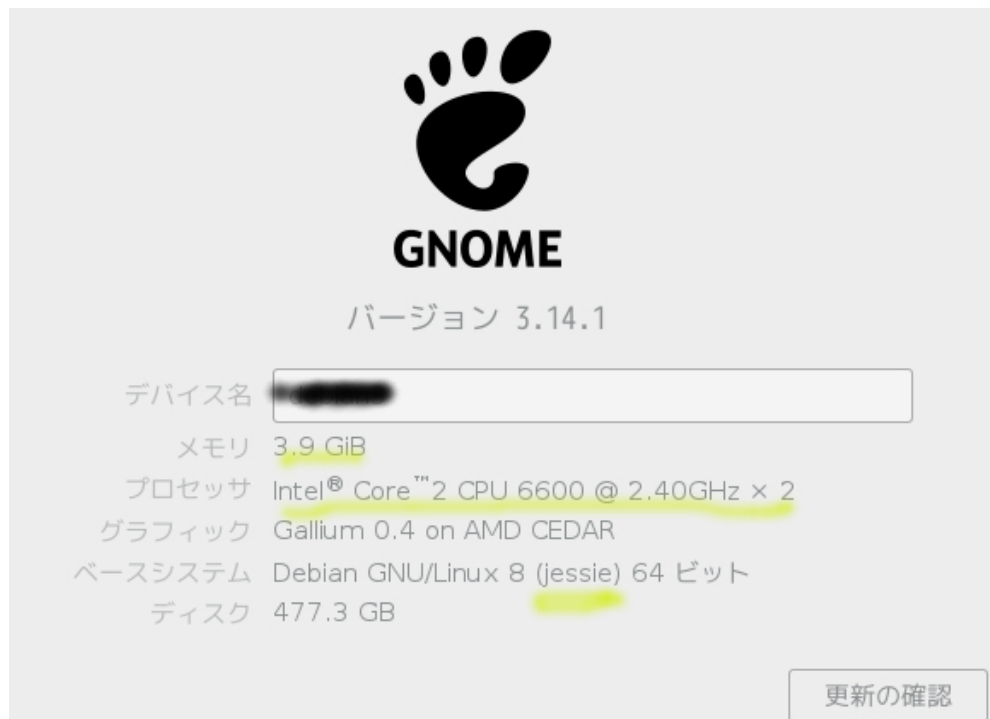 GNOME
バージョン 3.14.1
デバイス名
メモリ 3.9 GiB
プロセッサ Intel® Core™2 CPU 6600 @ 2.40GHz × 2
グラフィック Gallium 0.4 on AMD CEDAR
ベースシステム Debian GNU/Linux 8 (jessie) 64 ビット
ディスク 477.3 GB
更新の確認